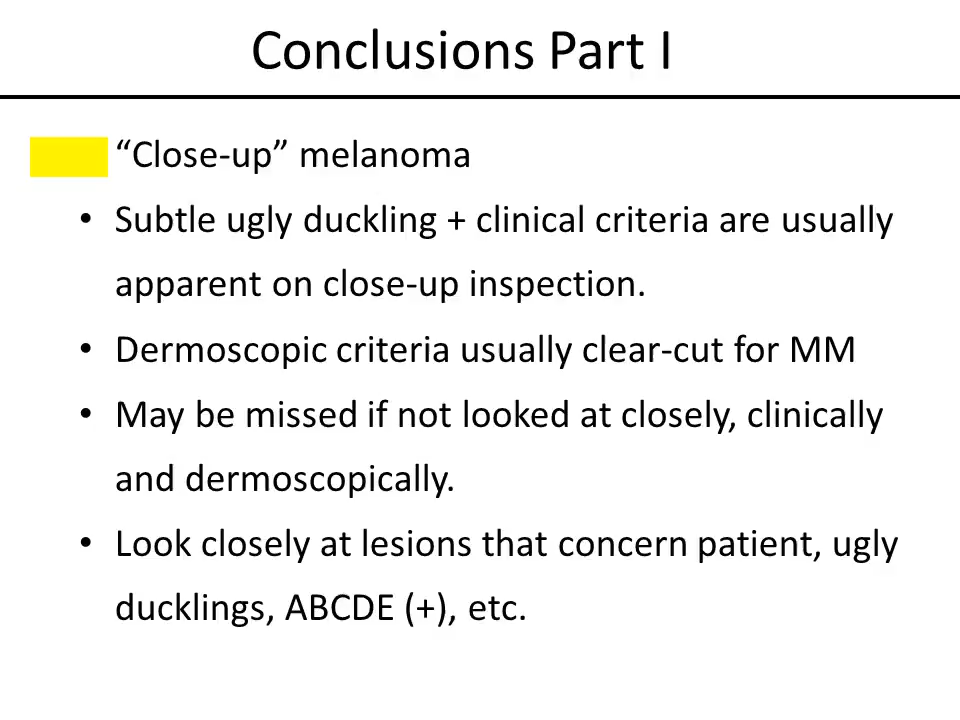 Conclusions Part I
“Close-up” melanoma
• Subtle ugly duckling + clinical criteria are usually
apparent on close-up inspection.
• Dermoscopic criteria usually clear-cut for MM
• May be missed if not looked at closely, clinically
and dermoscopically.
• Look closely at lesions that concern patient, ugly
ducklings, ABCDE (+), etc.